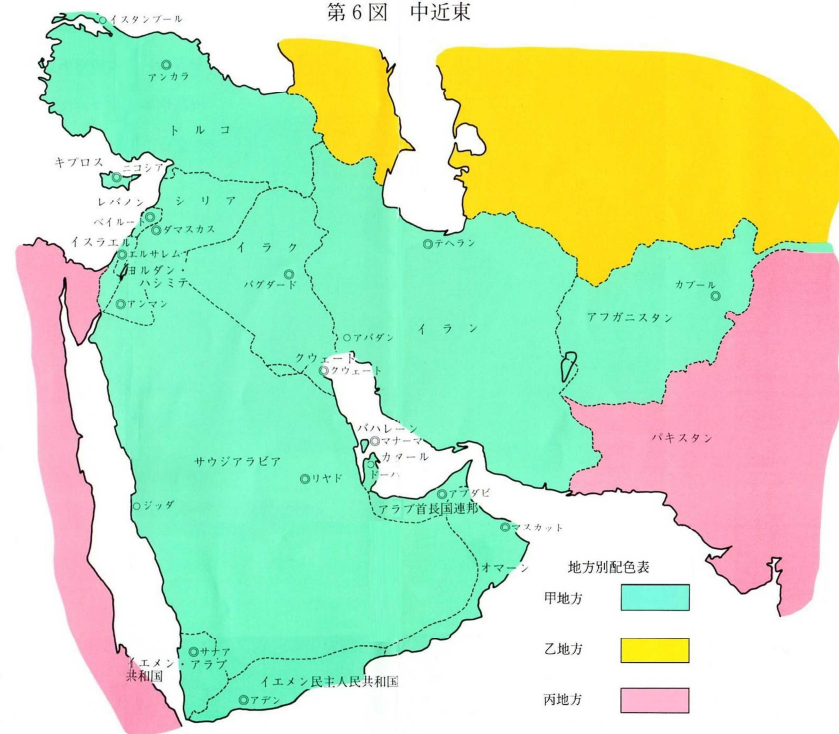 第6図 中近東
イスタンブール
アンカラ
トルコ
キプロス
ニコシア
レバノン
シリア
ベイルート
ダマスカス
イスラエル
イラク
エルサレム
ヨルダン・
ハシミテ
バグダード
アンマン
テヘラン
カブール
アフガニスタン
アバダン
イラン
クウェート
クウェート
バハレーン
マナーマ
カタール
ドーハ
パキスタン
サウジアラビア
リヤド
アブダビ
ジッダ
アラブ首長国連邦
マスカット
オマーン
サナア
イエメン・アラブ
共和国
イエメン民主人民共和国
アデン
地方別配色表
甲地方
乙地方
丙地方